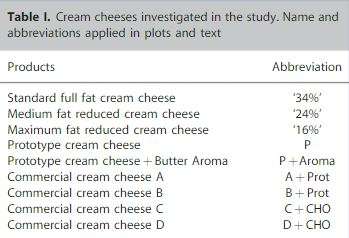 Table I. Cream cheeses investigated in the study. Name and
abbreviations applied in plots and text
Products Abbreviation
Standard full fat cream cheese '34%'
Medium fat reduced cream cheese '24%'
Maximum fat reduced cream cheese '16%'
Prototype cream cheese P
Prototype cream cheese + Butter Aroma P + Aroma
Commercial cream cheese A A + Prot
Commercial cream cheese B B + Prot
Commercial cream cheese C C + CHO
Commercial cream cheese D D + CHO